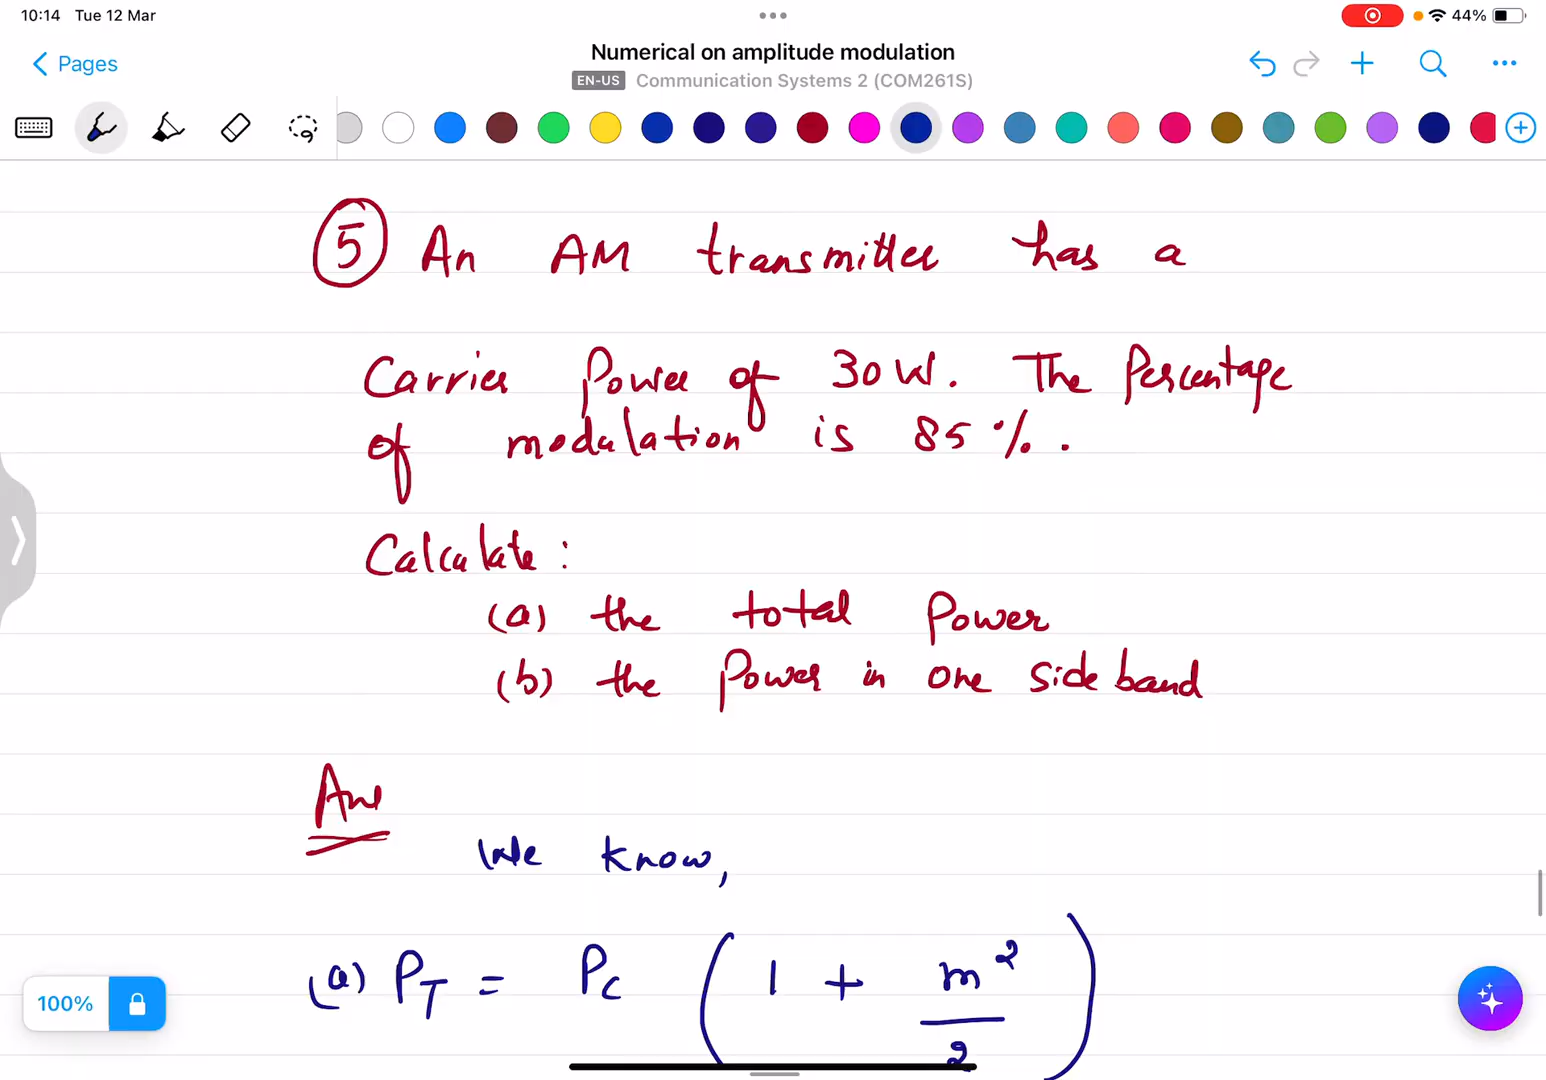 10:14 Tue 12 Mar
44%
Pages
Numerical on amplitude modulation
EN-US Communication Systems 2 (COM261S)
5 An AM transmitter has a
Carrier Power of 30W. The Percentage
of modulation is 85%.
Calculate:
(a) the total Power
(b) the Power in one side band
Ans
We know,
(a) P_T = P_C (1 + m²/2)
100%